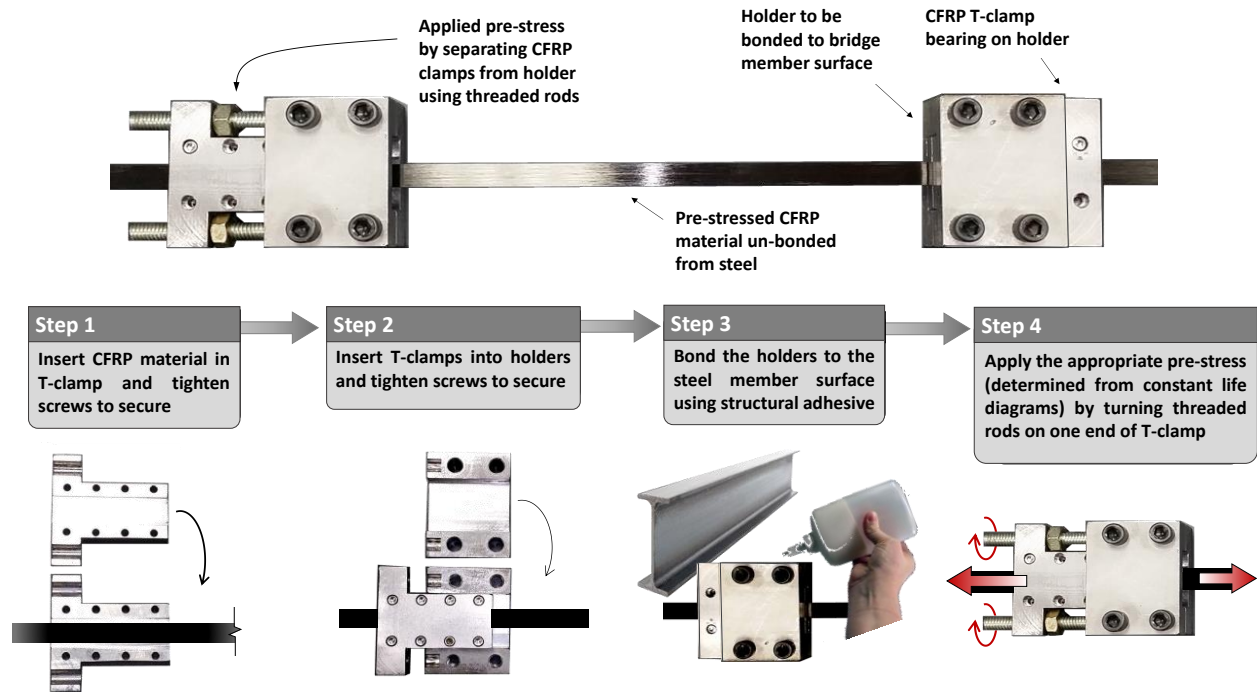 Applied pre-stress
by separating CFRP
clamps from holder
using threaded rods
Holder to be
bonded to bridge
member surface
CFRP T-clamp
bearing on holder
Pre-stressed CFRP
material un-bonded
from steel
Step 1
Insert CFRP material in
T-clamp and tighten
screws to secure
Step 2
Insert T-clamps into holders
and tighten screws to secure
Step 3
Bond the holders to the
steel member surface
using structural adhesive
Step 4
Apply the appropriate pre-stress
(determined from constant life
diagrams) by turning threaded
rods on one end of T-clamp